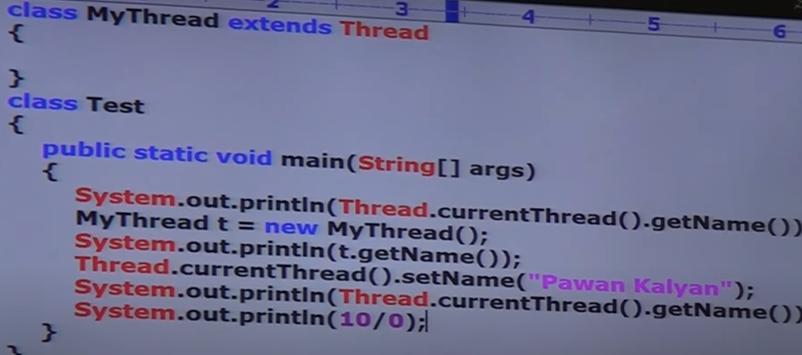 2 3 4 5 6
class MyThread extends Thread
{
}
class Test
{
public static void main(String[] args)
{
System.out.println(Thread.currentThread().getName())
MyThread t = new MyThread();
System.out.println(t.getName());
Thread.currentThread().setName("Pawan Kalyan");
System.out.println(Thread.currentThread().getName())
System.out.println(10/0);
}
}